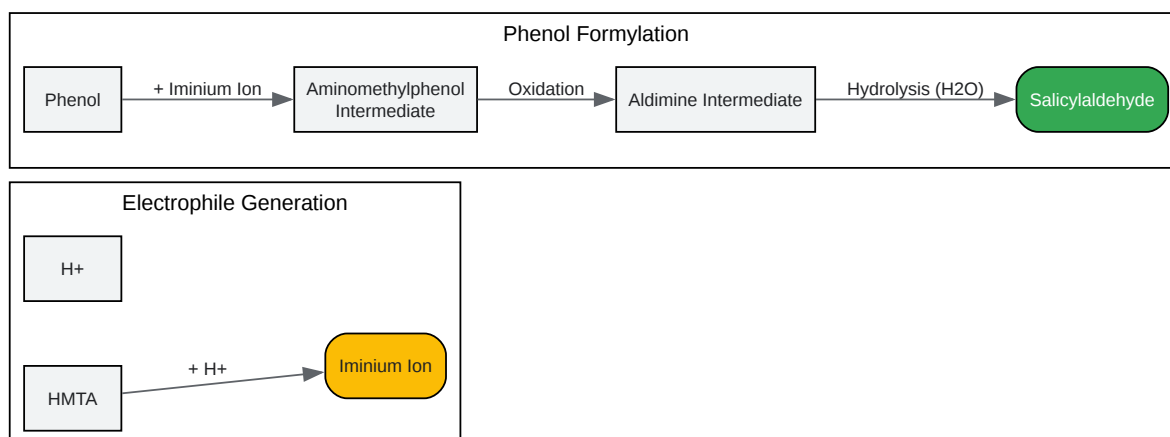 Phenol Formylation
Phenol
+ Iminium Ion
Aminomethylphenol
Intermediate
Oxidation
Aldimine Intermediate
Hydrolysis (H2O)
Salicylaldehyde
Electrophile Generation
H+
HMTA
+ H+
Iminium Ion